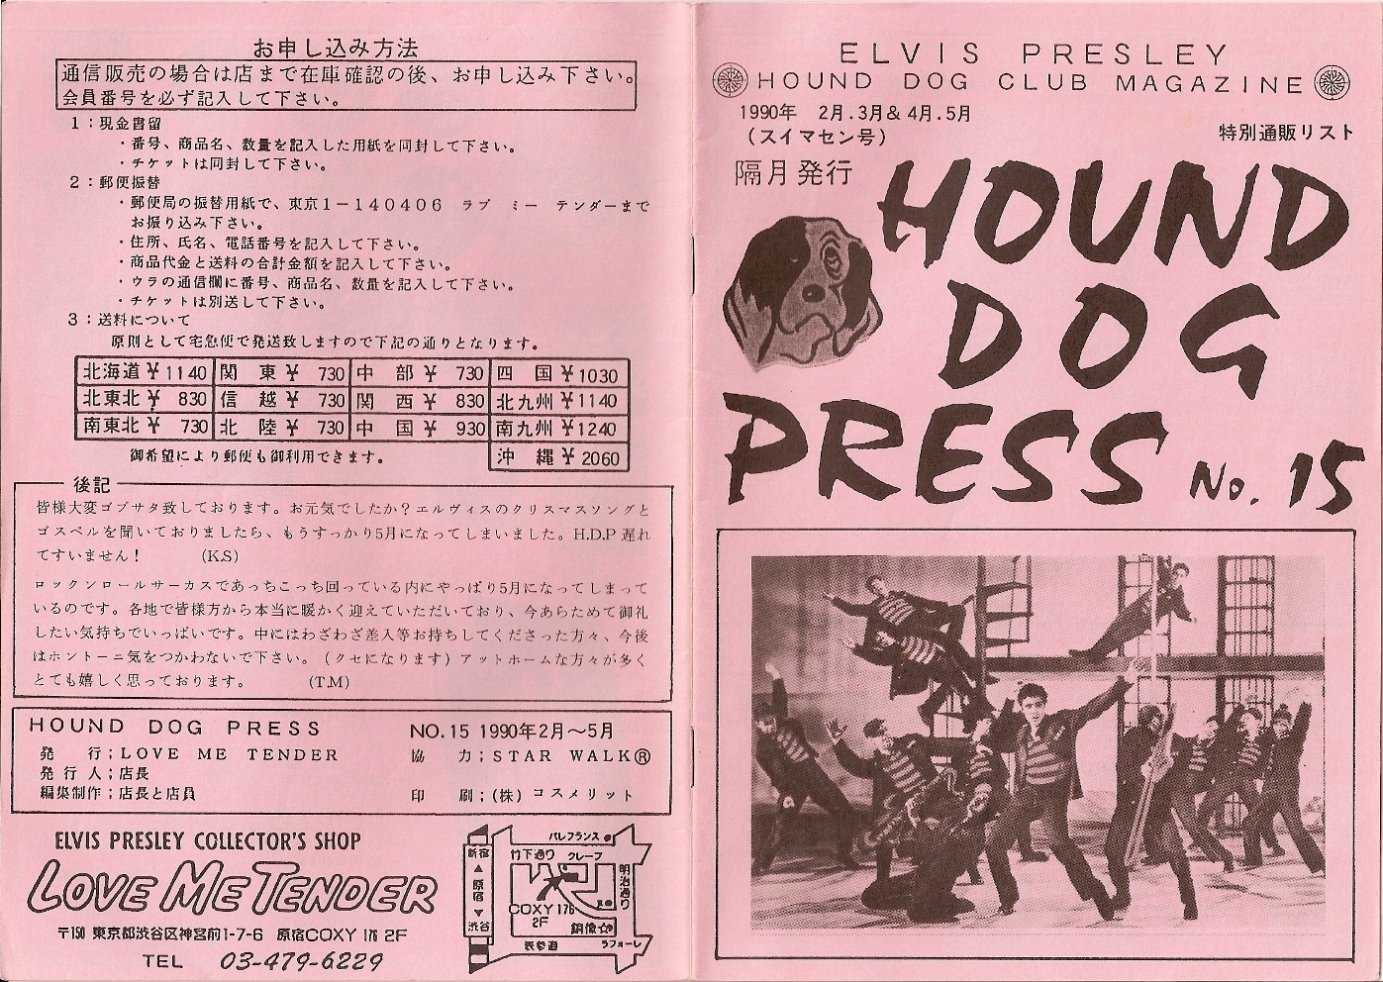 お申し込み方法
通信販売の場合は店まで在庫確認の後、お申し込み下さい。
会員番号を必ず記入して下さい。
1：現金書留
・番号、商品名、数量を記入した用紙を同封して下さい。
・チケットは同封して下さい。
2：郵便振替
・郵便局の振替用紙で、東京1－140406　ラブ　ミー　テンダーまで
お振り込み下さい。
・住所、氏名、電話番号を記入して下さい。
・商品代金と送料の合計金額を記入して下さい。
・ウラの通信欄に番号、商品名、数量を記入して下さい。
・チケットは別送して下さい。
3：送料について
原則として宅急便で発送致しますので下記の通りとなります。
北海道￥1140 関東￥730 中部￥730 四国￥1030
北東北￥830 信越￥730 関西￥830 北九州￥1140
南東北￥730 北陸￥730 中国￥930 南九州￥1240
御希望により郵便も御利用できます。 沖縄￥2060
後記
皆様大変ゴブサタ致しております。お元気でしたか？エルヴィスのクリスマスソングと
ゴスペルを聞いておりましたら、もうすっかり5月になってしまいました。H.D.P 遅れ
てすいません！ (K.S)
ロックンロールサーカスであっちこっち回っている内にやっぱり5月になってしまって
いるのです。各地で皆様方から本当に暖かく迎えていただいており、今あらためて御礼
したい気持ちでいっぱいです。中にはわざわざ差入等お持ちしてくださった方々、今後
はホントーニ気をつかわないで下さい。（クセになります）アットホームな方々が多く
とても嬉しく思っております。 (T.M)
HOUND DOG PRESS NO.15 1990年2月～5月
発行；LOVE ME TENDER 協力；STAR WALK®
発行人；店長
編集制作；店長と店員 印刷；(株)コスメリット
ELVIS PRESLEY COLLECTOR'S SHOP
LOVE ME TENDER
〒150 東京都渋谷区神宮前1-7-6 原宿COXY 176 2F
TEL 03-479-6229
パレフランス
新宿
竹下通り クレープ
明治通り
▲
原宿
▼
COXY 176
2F
銅像☆
渋谷
表参道
ラフォーレ
ELVIS PRESLEY
HOUND DOG CLUB MAGAZINE
1990年 2月.3月&4月.5月
（スイマセン号）
特別通販リスト
隔月発行
HOUND
DOG
PRESS No. 15